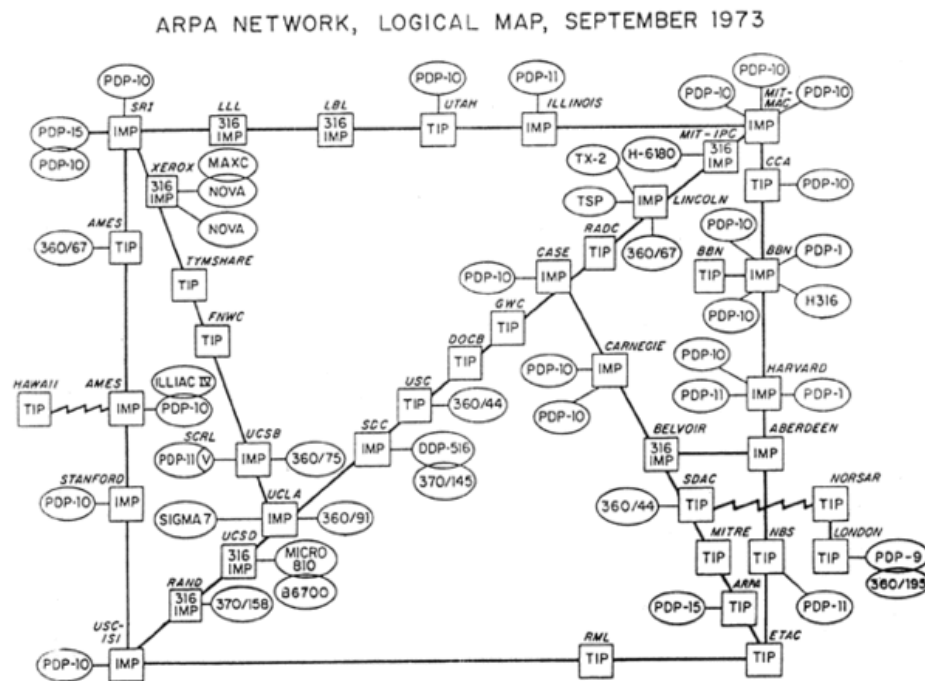 ARPA NETWORK, LOGICAL MAP, SEPTEMBER 1973
PDP-10
PDP-10
PDP-11
PDP-10
SRI
LLL
LBL
UTAH
ILLINOIS
PDP-10
MIT-MAC
PDP-10
PDP-15
IMP
316 IMP
316 IMP
TIP
IMP
IMP
PDP-10
MIT-IPC
XEROX
MAXC
TX-2
H-6180
316 IMP
CCA
316 IMP
NOVA
TIP
PDP-10
NOVA
TSP
IMP
LINCOLN
AMES
RADC
PDP-10
360/67
TIP
TIP
360/67
BBN
BBN
PDP-1
TYMSHARE
CASE
TIP
PDP-10
IMP
TIP
IMP
PDP-10
H316
FNWC
GWC
TIP
TIP
DOCB
CARNEGIE
PDP-10
HARVARD
TIP
PDP-10
IMP
HAWAII
AMES
ILLIAC IV
USC
PDP-11
IMP
PDP-1
TIP
IMP
PDP-10
TIP
360/44
PDP-10
SCRL
UCSB
SDC
BELVOIR
ABERDEEN
PDP-11
V
IMP
360/75
IMP
DDP-516
316 IMP
IMP
370/145
STANFORD
UCLA
SDAC
NORSAR
PDP-10
IMP
360/44
TIP
TIP
SIGMA 7
IMP
360/91
UCSD
MITRE
NBS
LONDON
316 IMP
MICRO 810
TIP
TIP
TIP
PDP-9
B6700
360/195
RAND
ARPA
316 IMP
370/158
PDP-15
TIP
PDP-11
USC-ISI
RML
ETAC
PDP-10
IMP
TIP
TIP